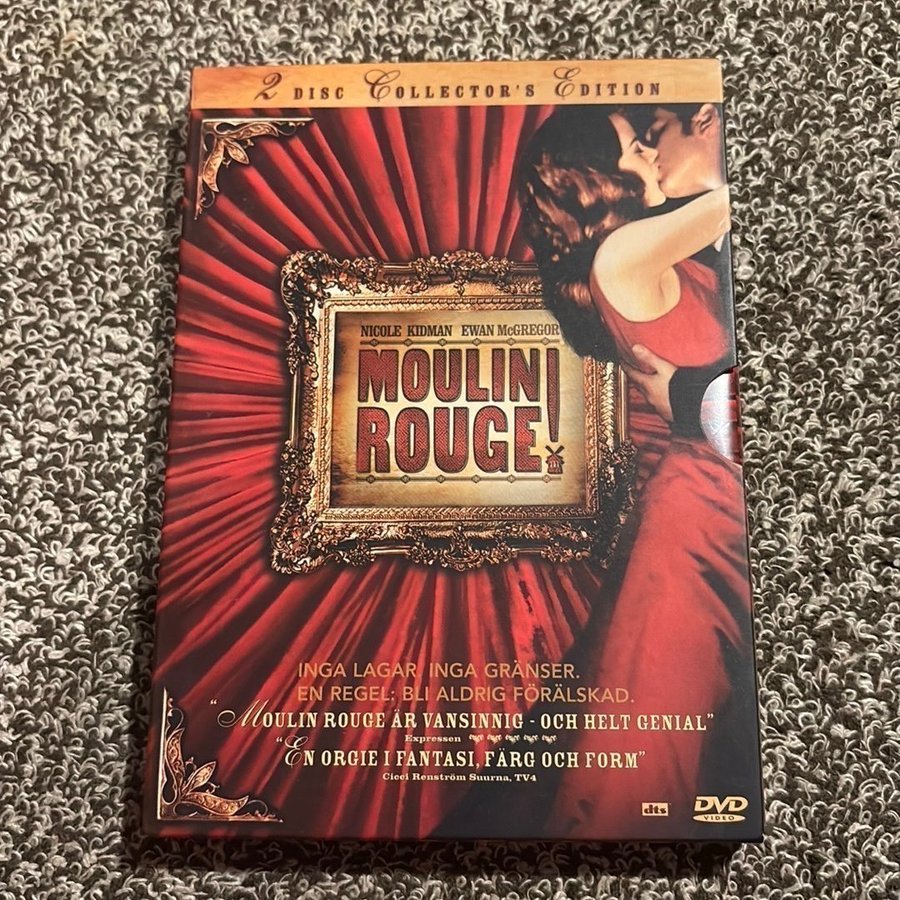 2 DISC COLLECTOR'S EDITION
NICOLE KIDMAN EWAN McGREGOR
MOULIN
ROUGE!
INGA LAGAR. INGA GRÄNSER.
EN REGEL: BLI ALDRIG FÖRÄLSKAD.
"MOULIN ROUGE ÄR VANSINNIG - OCH HELT GENIAL"
Expressen
"EN ORGIE I FANTASI, FÄRG OCH FORM"
Cicci Renström Suurna, TV4
dts DVD
VIDEO